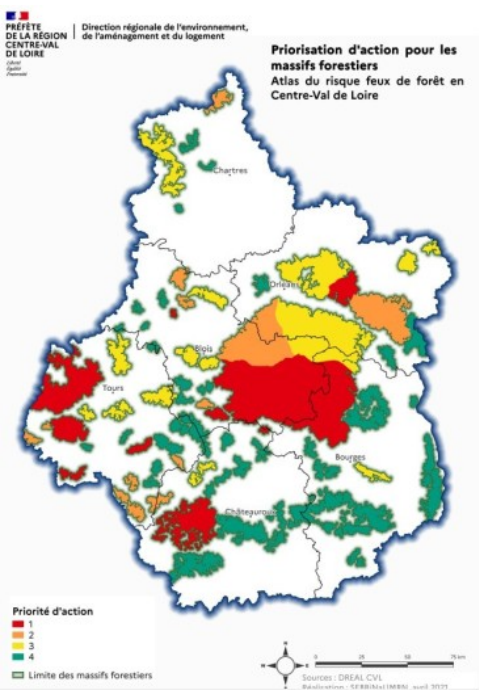 PRÉFÈTE
DE LA RÉGION
CENTRE-VAL
DE LOIRE
Liberté
Égalité
Fraternité
Direction régionale de l'environnement,
de l'aménagement et du logement
Priorisation d'action pour les
massifs forestiers
Atlas du risque feux de forêt en
Centre-Val de Loire
Chartres
Orléans
Blois
Tours
Bourges
Châteauroux
Priorité d'action
1
2
3
4
Limite des massifs forestiers
N
W
E
S
0 25 50 75 km
Sources : DREAL CVL
Réalisation : avril 2021